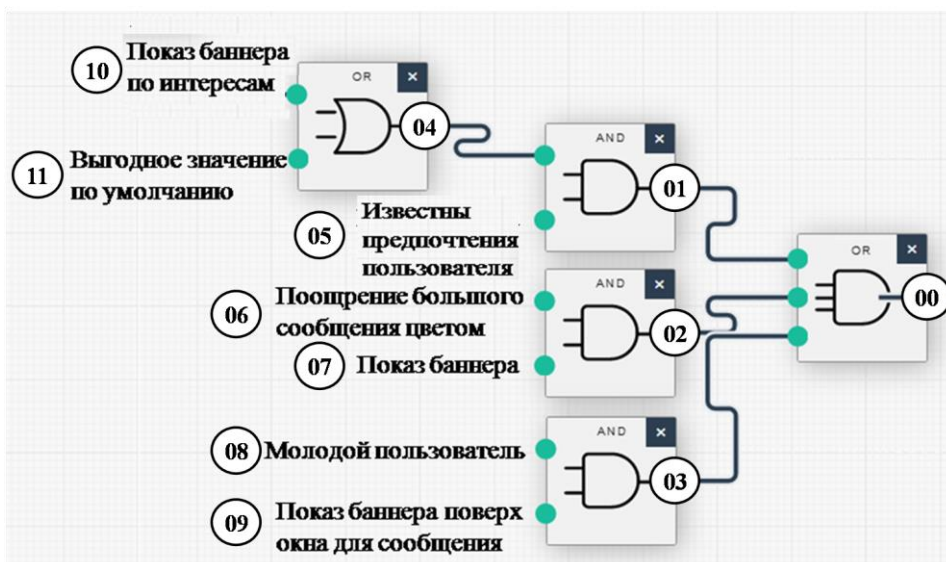 10
Показ баннера
по интересам
OR
×
04
11
Выгодное значение
по умолчанию
AND
×
01
05
Известны
предпочтения
пользователя
OR
×
00
06
Поощрение большого
сообщения цветом
AND
×
02
07
Показ баннера
AND
×
03
08
Молодой пользователь
09
Показ баннера поверх
окна для сообщения